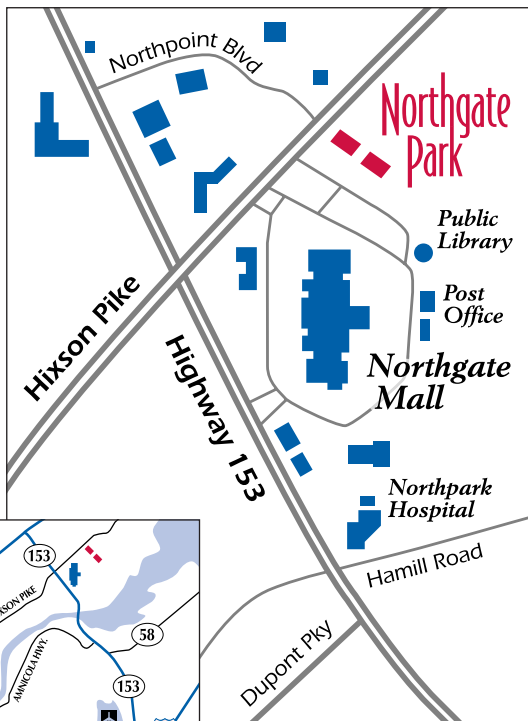 Northpoint Blvd
Northgate
Park
Public
Library
Post
Office
Hixson Pike
Highway 153
Northgate
Mall
Northpark
Hospital
Hamill Road
Dupont Pky
153
XSON PIKE
58
AMNICOLA HWY.
153